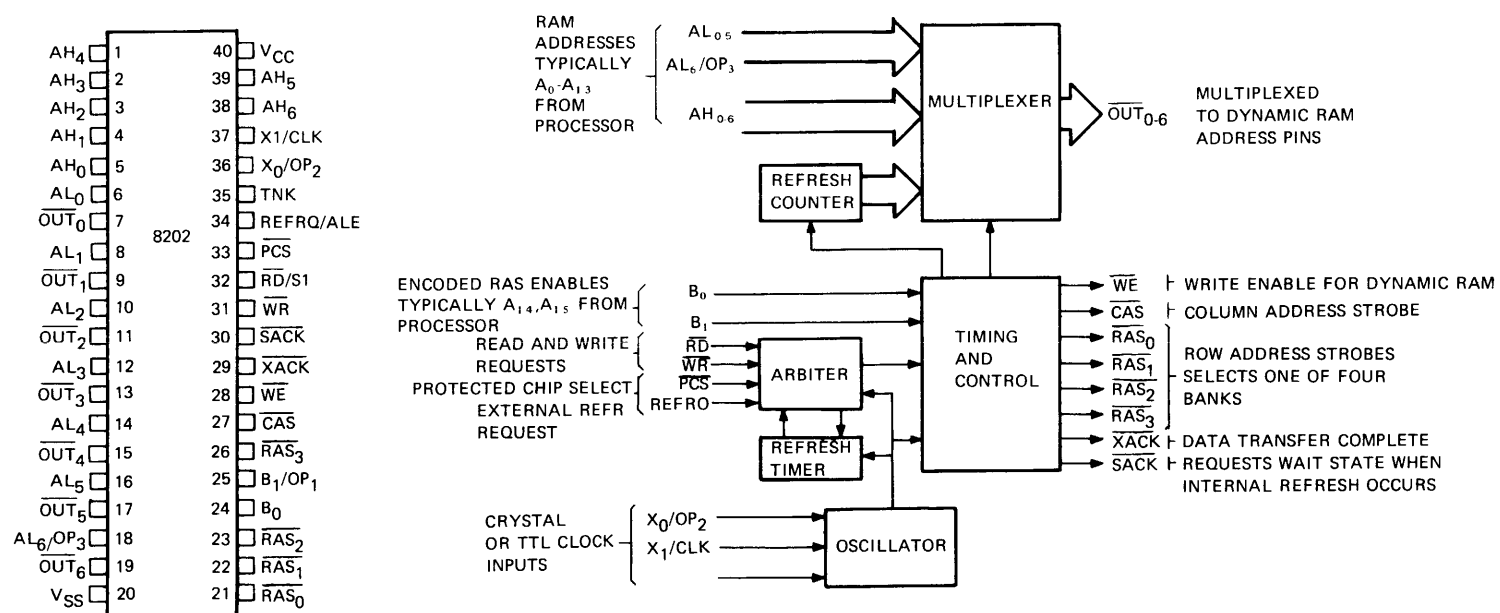 AH4 1
AH3 2
AH2 3
AH1 4
AH0 5
AL0 6
OUT0 7
AL1 8
OUT1 9
AL2 10
OUT2 11
AL3 12
OUT3 13
AL4 14
OUT4 15
AL5 16
OUT5 17
AL6/OP3 18
OUT6 19
VSS 20
8202
40 VCC
39 AH5
38 AH6
37 X1/CLK
36 X0/OP2
35 TNK
34 REFRQ/ALE
33 PCS
32 RD/S1
31 WR
30 SACK
29 XACK
28 WE
27 CAS
26 RAS3
25 B1/OP1
24 B0
23 RAS2
22 RAS1
21 RAS0
RAM
ADDRESSES
TYPICALLY
A0-A13
FROM
PROCESSOR
AL0-5
AL6/OP3
AH0-6
MULTIPLEXER
OUT0-6
MULTIPLEXED
TO DYNAMIC RAM
ADDRESS PINS
REFRESH
COUNTER
ENCODED RAS ENABLES
TYPICALLY A14,A15 FROM
PROCESSOR
B0
B1
READ AND WRITE
REQUESTS
RD
WR
PROTECTED CHIP SELECT
EXTERNAL REFR
REQUEST
PCS
REFRO
ARBITER
REFRESH
TIMER
TIMING
AND
CONTROL
WE
WRITE ENABLE FOR DYNAMIC RAM
CAS
COLUMN ADDRESS STROBE
RAS0
RAS1
RAS2
RAS3
ROW ADDRESS STROBES
SELECTS ONE OF FOUR
BANKS
XACK
DATA TRANSFER COMPLETE
SACK
REQUESTS WAIT STATE WHEN
INTERNAL REFRESH OCCURS
CRYSTAL
OR TTL CLOCK
INPUTS
X0/OP2
X1/CLK
OSCILLATOR